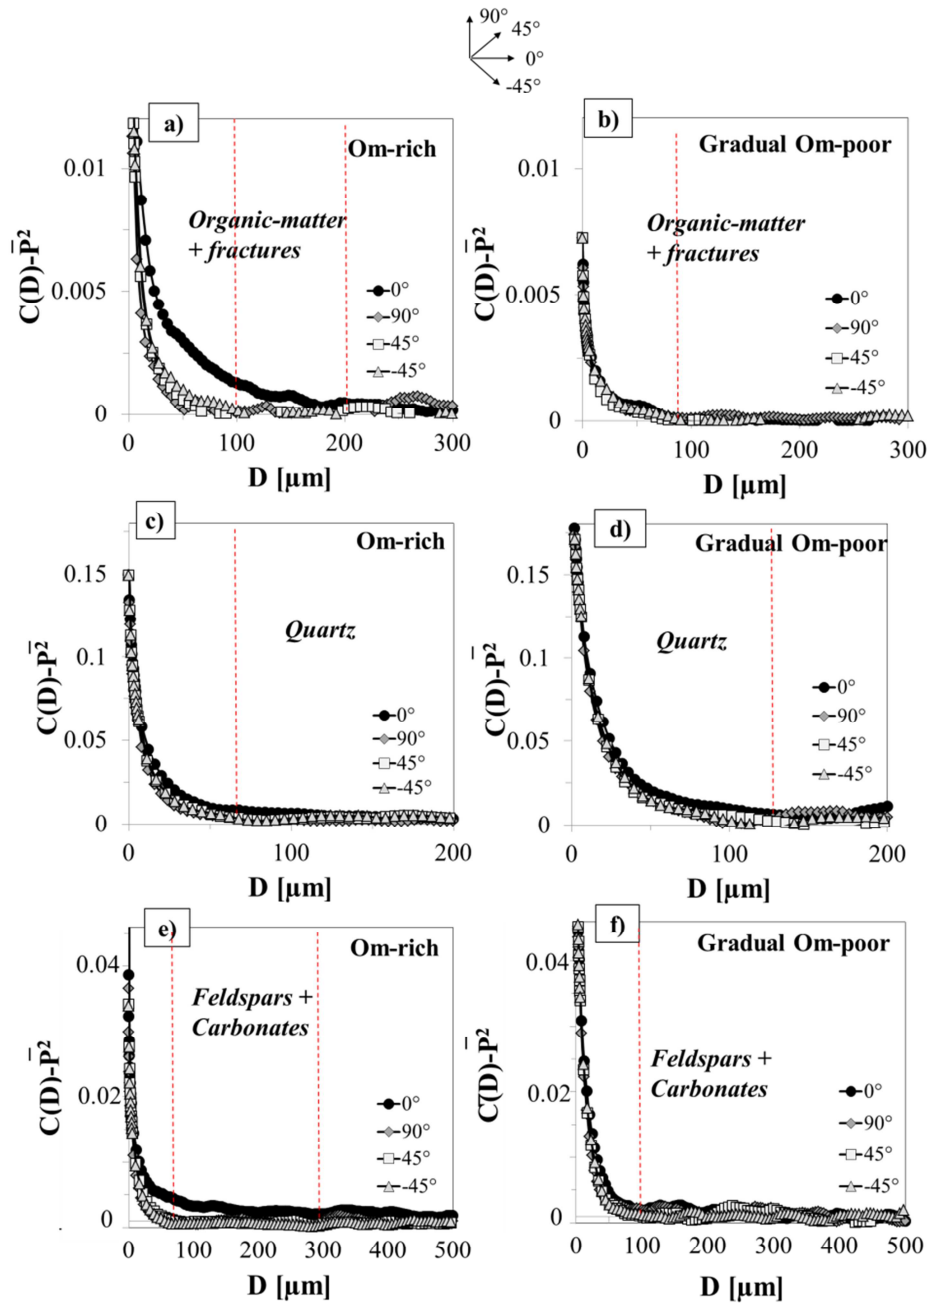 90°
45°
0°
-45°
a)
Om-rich
Organic-matter
+ fractures
0.01
0.005
0
C(D)-P̅²
0°
90°
45°
-45°
0 100 200 300
D [µm]
b)
Gradual Om-poor
Organic-matter
+ fractures
0.01
0.005
0
C(D)-P̅²
0°
90°
45°
-45°
0 100 200 300
D [µm]
c)
Om-rich
Quartz
0.15
0.1
0.05
0
C(D)-P̅²
0°
90°
45°
-45°
0 100 200
D [µm]
d)
Gradual Om-poor
Quartz
0.15
0.1
0.05
0
C(D)-P̅²
0°
90°
45°
-45°
0 100 200
D [µm]
e)
Om-rich
Feldspars +
Carbonates
0.04
0.02
0
C(D)-P̅²
0°
90°
45°
-45°
0 100 200 300 400 500
D [µm]
f)
Gradual Om-poor
Feldspars +
Carbonates
0.04
0.02
0
C(D)-P̅²
0°
90°
45°
-45°
0 100 200 300 400 500
D [µm]